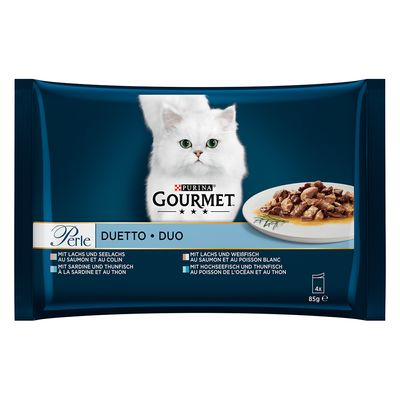 PURINA
GOURMET
Perle
DUETTO • DUO
MIT LACHS UND SEELACHS
AU SAUMON ET AU COLIN
MIT SARDINE UND THUNFISCH
À LA SARDINE ET AU THON
MIT LACHS UND WEIßFISCH
AU SAUMON ET AU POISSON BLANC
MIT HOCHSEEFISCH UND THUNFISCH
AU POISSON DE L'OCÉAN ET AU THON
4x
85g e